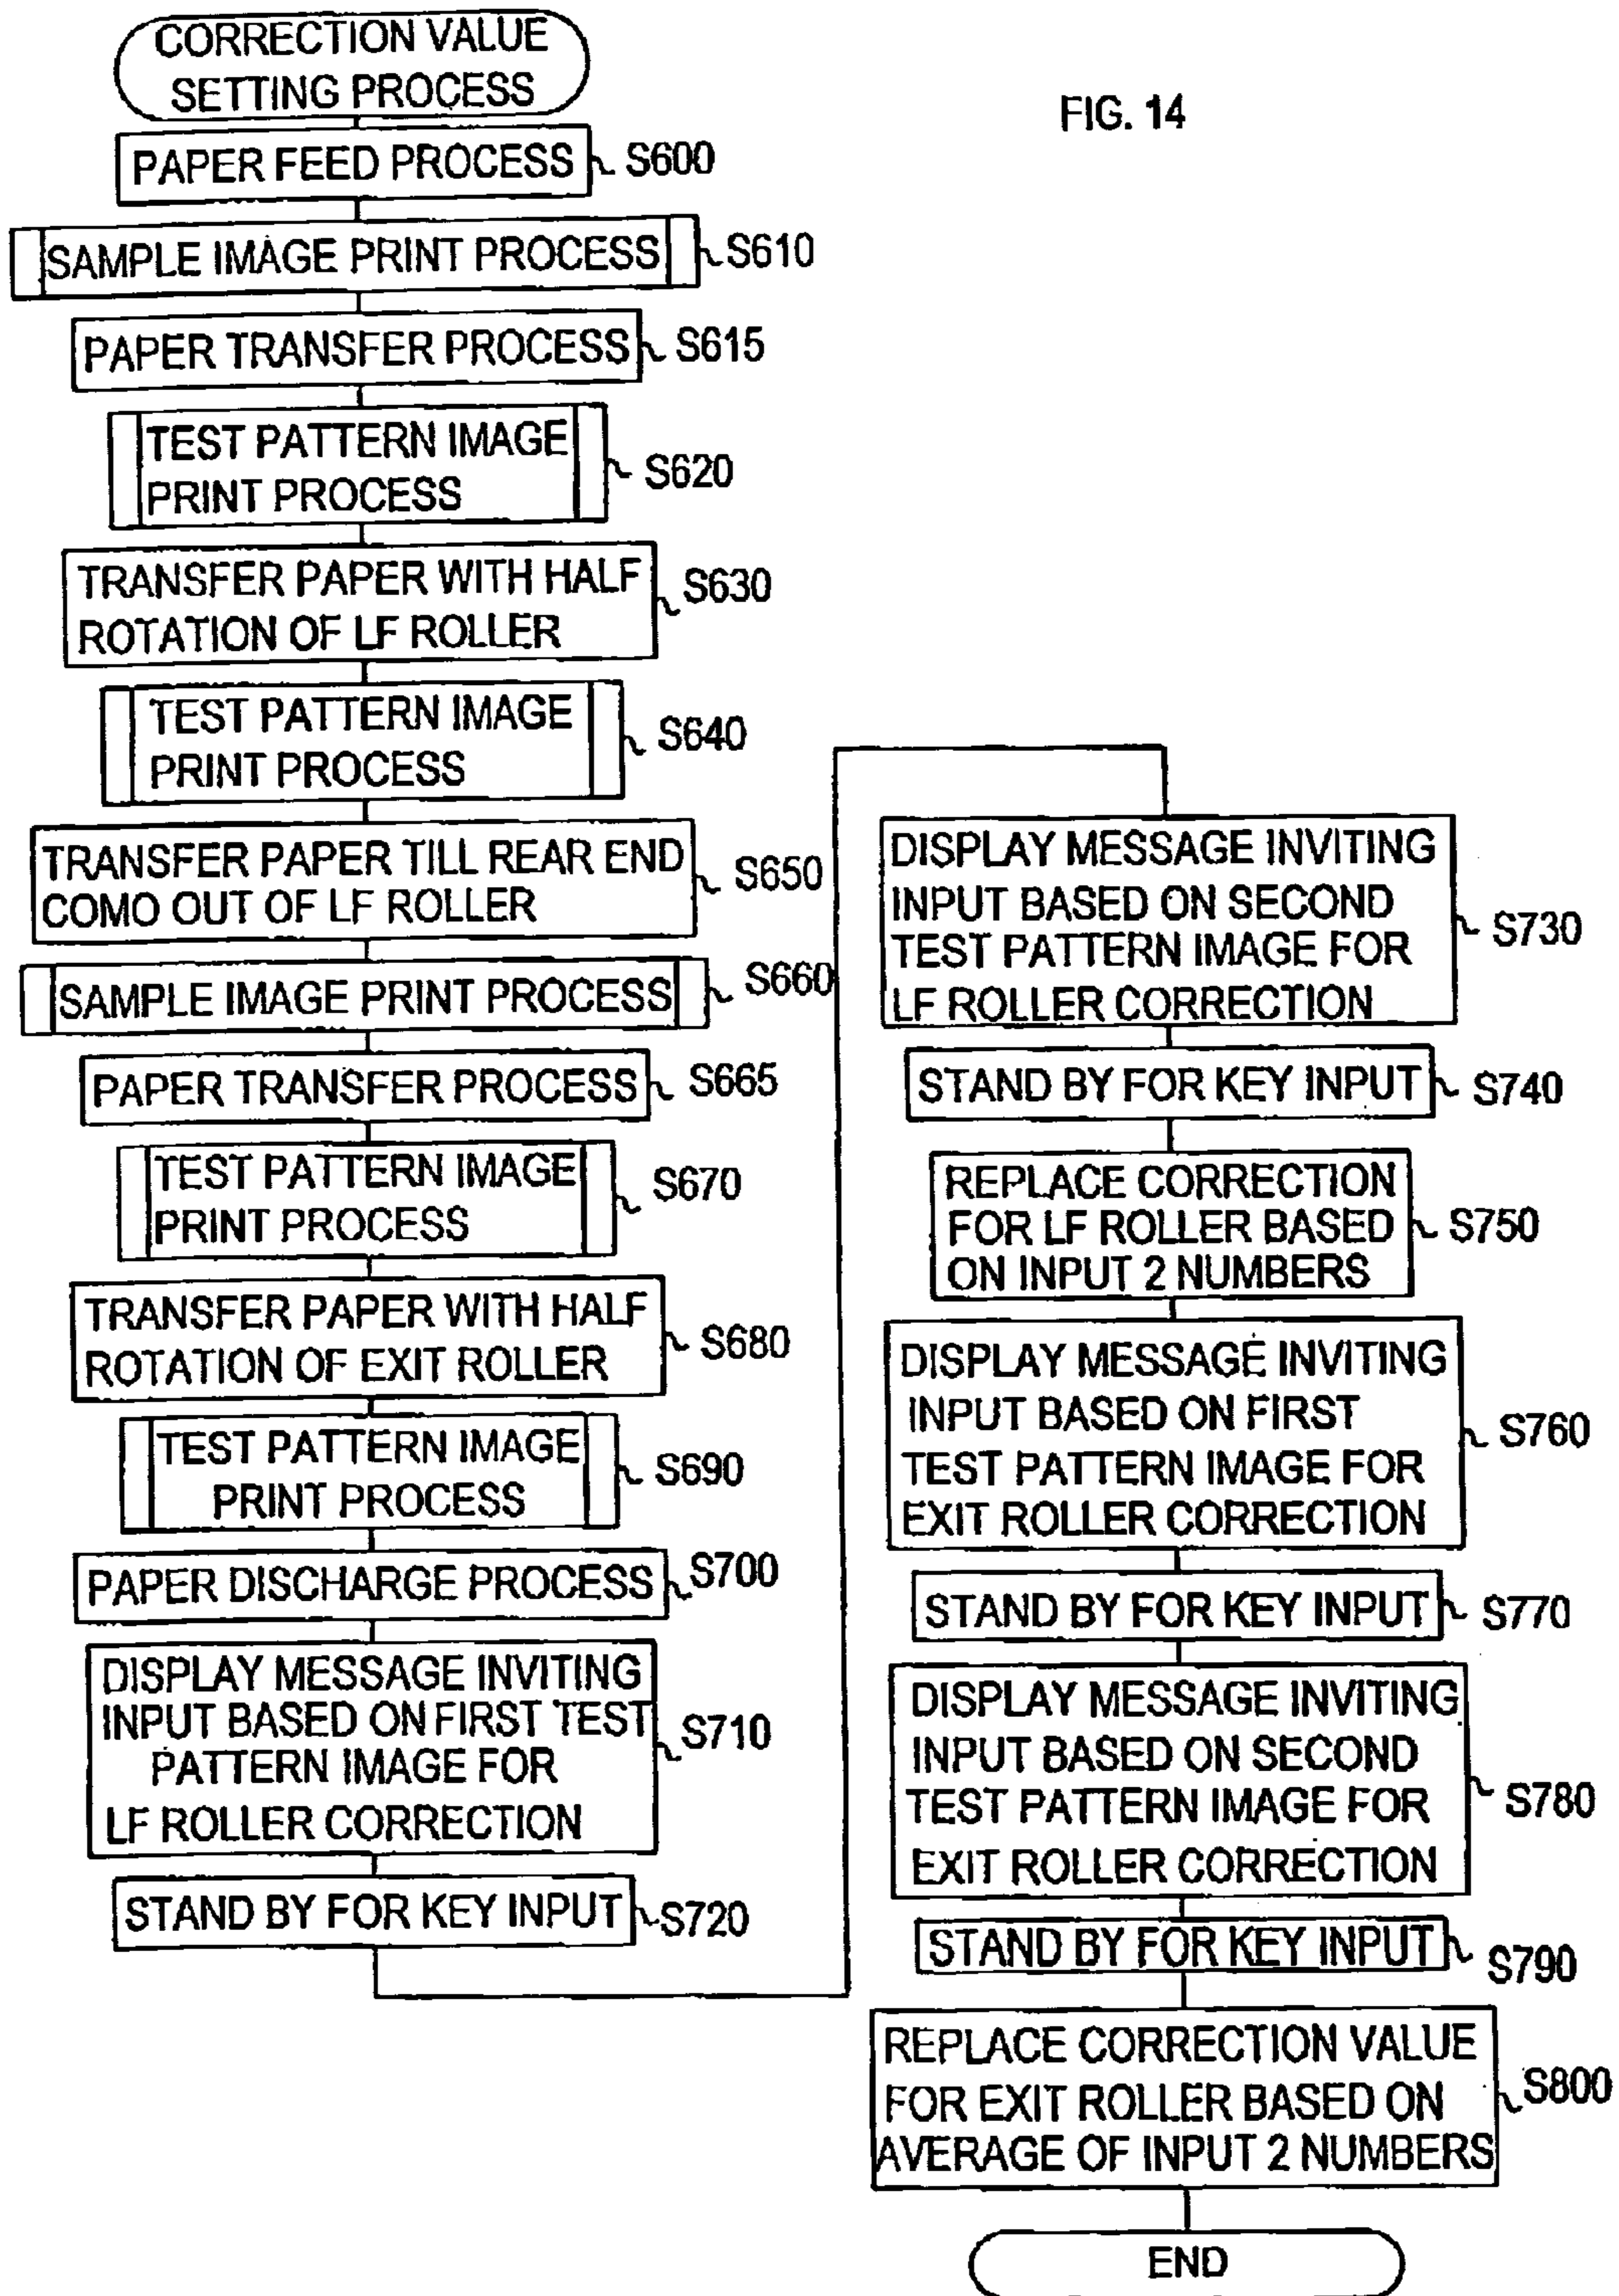 CORRECTION VALUE
SETTING PROCESS
FIG. 14
PAPER FEED PROCESS
S600
SAMPLE IMAGE PRINT PROCESS
S610
PAPER TRANSFER PROCESS
S615
TEST PATTERN IMAGE
PRINT PROCESS
S620
TRANSFER PAPER WITH HALF
ROTATION OF LF ROLLER
S630
TEST PATTERN IMAGE
PRINT PROCESS
S640
TRANSFER PAPER TILL REAR END
COMO OUT OF LF ROLLER
S650
SAMPLE IMAGE PRINT PROCESS
S660
PAPER TRANSFER PROCESS
S665
TEST PATTERN IMAGE
PRINT PROCESS
S670
TRANSFER PAPER WITH HALF
ROTATION OF EXIT ROLLER
S680
TEST PATTERN IMAGE
PRINT PROCESS
S690
PAPER DISCHARGE PROCESS
S700
DISPLAY MESSAGE INVITING
INPUT BASED ON FIRST TEST
PATTERN IMAGE FOR
LF ROLLER CORRECTION
S710
STAND BY FOR KEY INPUT
S720
DISPLAY MESSAGE INVITING
INPUT BASED ON SECOND
TEST PATTERN IMAGE FOR
LF ROLLER CORRECTION
S730
STAND BY FOR KEY INPUT
S740
REPLACE CORRECTION
FOR LF ROLLER BASED
ON INPUT 2 NUMBERS
S750
DISPLAY MESSAGE INVITING
INPUT BASED ON FIRST
TEST PATTERN IMAGE FOR
EXIT ROLLER CORRECTION
S760
STAND BY FOR KEY INPUT
S770
DISPLAY MESSAGE INVITING
INPUT BASED ON SECOND
TEST PATTERN IMAGE FOR
EXIT ROLLER CORRECTION
S780
STAND BY FOR KEY INPUT
S790
REPLACE CORRECTION VALUE
FOR EXIT ROLLER BASED ON
AVERAGE OF INPUT 2 NUMBERS
S800
END